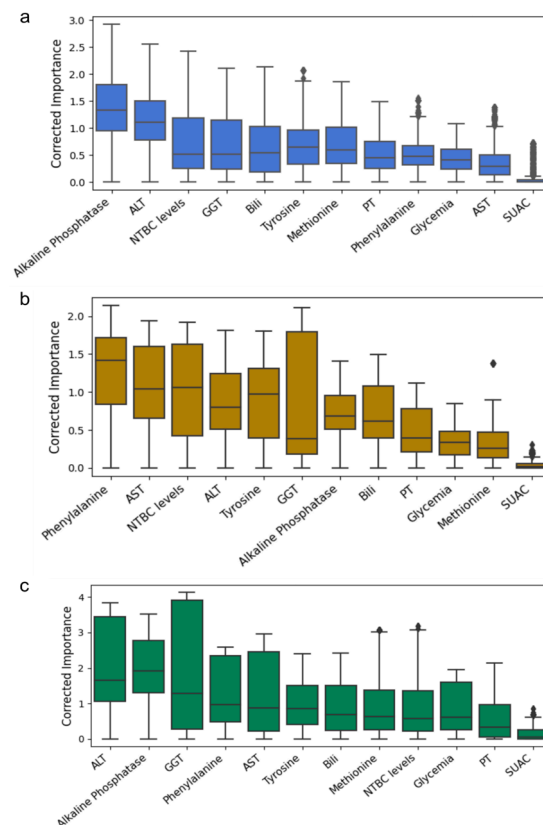 a
Corrected Importance
3.0
2.5
2.0
1.5
1.0
0.5
0.0
Alkaline Phosphatase
ALT
NTBC levels
GGT
Bili
Tyrosine
Methionine
PT
Phenylalanine
Glycemia
AST
SUAC
b
Corrected Importance
2.0
1.5
1.0
0.5
0.0
Phenylalanine
AST
NTBC levels
ALT
Tyrosine
GGT
Alkaline Phosphatase
Bili
PT
Glycemia
Methionine
SUAC
c
Corrected Importance
4
3
2
1
0
ALT
Alkaline Phosphatase
GGT
Phenylalanine
AST
Tyrosine
Bili
Methionine
NTBC levels
Glycemia
PT
SUAC